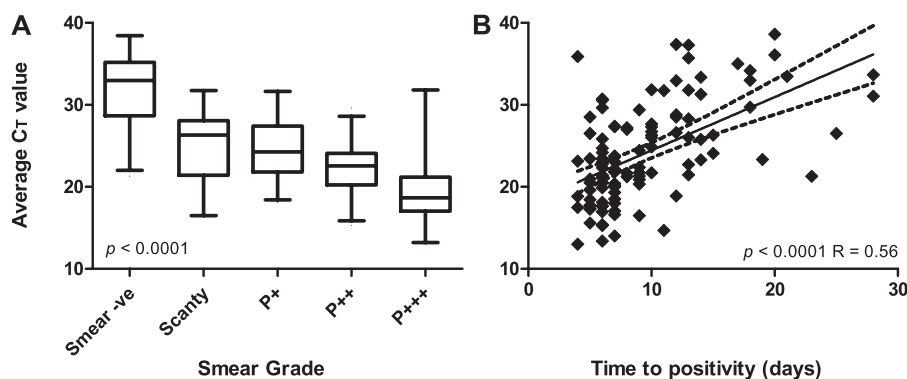 A
B
Average CT value
40
30
20
10
p < 0.0001
Smear -ve
Scanty
P+
P++
P+++
Smear Grade
40
30
20
10
p < 0.0001 R = 0.56
0
10
20
30
Time to positivity (days)